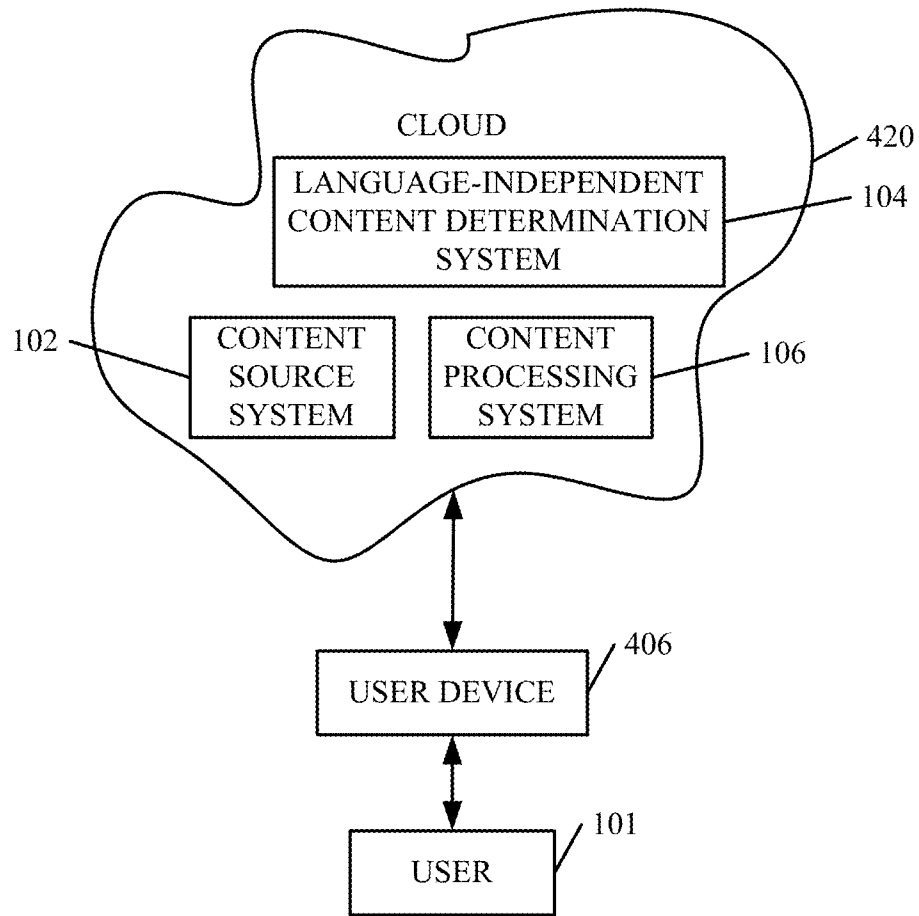 CLOUD
420
LANGUAGE-INDEPENDENT
CONTENT DETERMINATION
SYSTEM
104
102
CONTENT
SOURCE
SYSTEM
CONTENT
PROCESSING
SYSTEM
106
406
USER DEVICE
101
USER